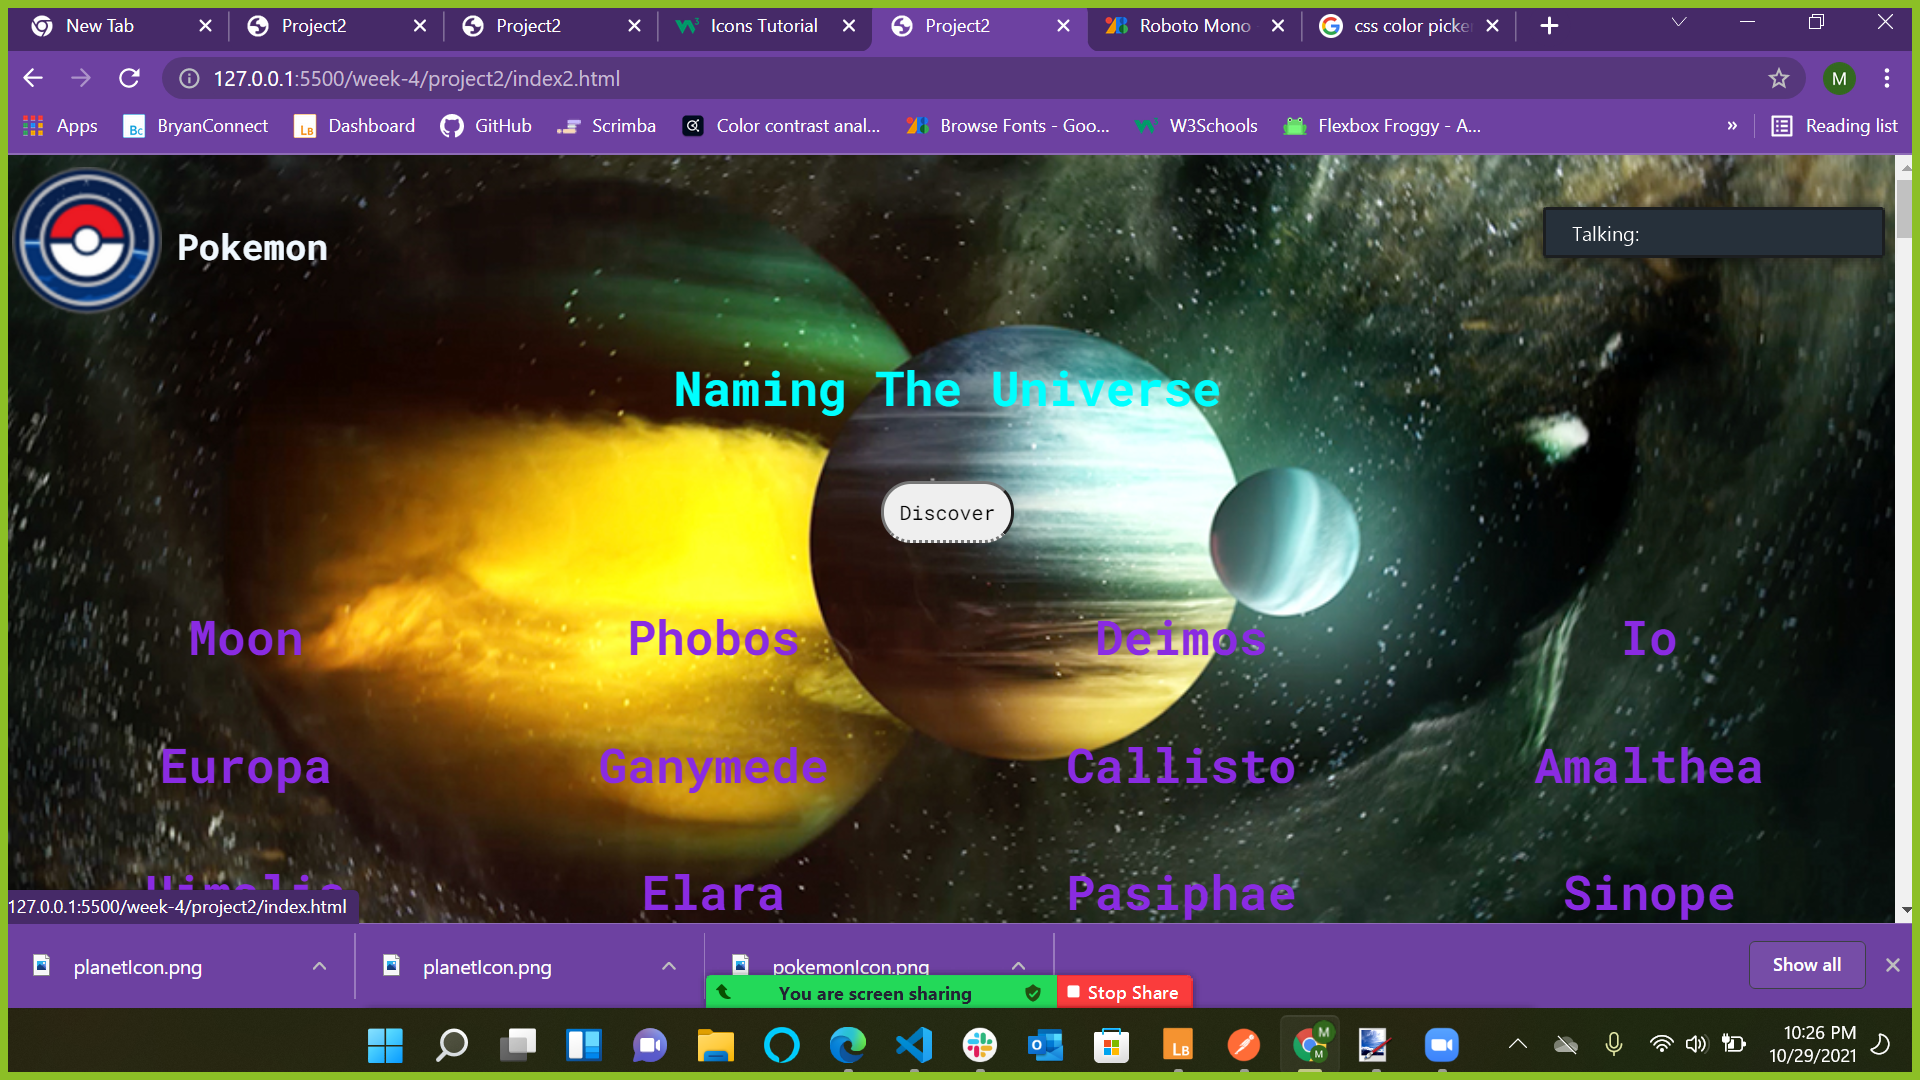 New Tab
Project2
Project2
Icons Tutorial
Project2
Roboto Mono
css color picke
127.0.0.1:5500/week-4/project2/index2.html
M
Apps
BryanConnect
Dashboard
GitHub
Scrimba
Color contrast anal...
Browse Fonts - Goo...
W3Schools
Flexbox Froggy - A...
»
Reading list
Pokemon
Talking:
Naming The Universe
Discover
Moon Phobos Deimos Io
Europa Ganymede Callisto Amalthea
Himalia Elara Pasiphae Sinope
127.0.0.1:5500/week-4/project2/index.html
planetIcon.png
planetIcon.png
pokemonIcon.png
Show all
You are screen sharing
Stop Share
10:26 PM
10/29/2021